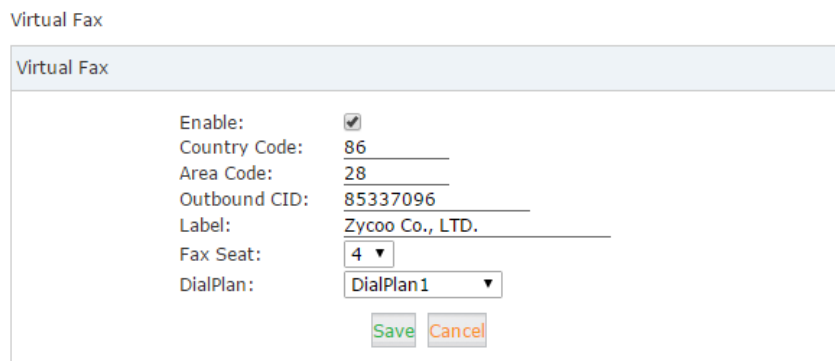 Virtual Fax
Virtual Fax
Enable:
Country Code: 86
Area Code: 28
Outbound CID: 85337096
Label: Zycoo Co., LTD.
Fax Seat: 4
DialPlan: DialPlan1
Save Cancel